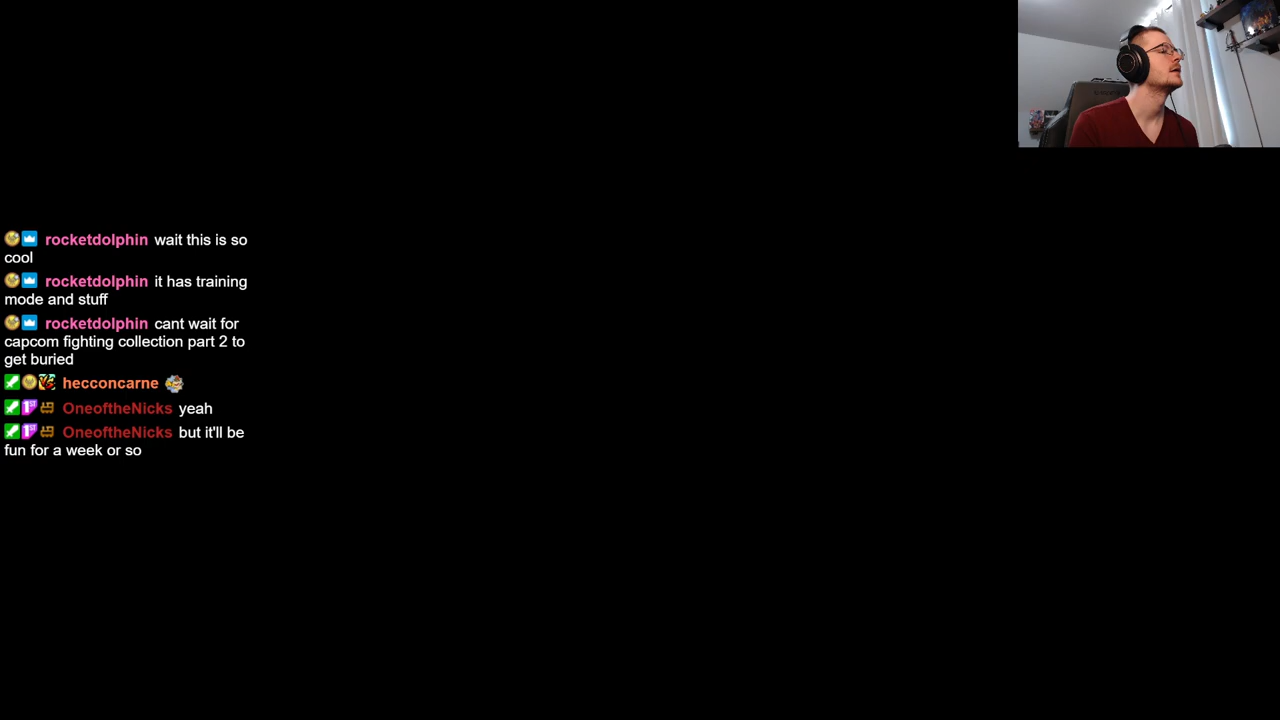 rocketdolphin wait this is so
cool
rocketdolphin it has training
mode and stuff
rocketdolphin cant wait for
capcom fighting collection part 2 to
get buried
hecconcarne
OneoftheNicks yeah
OneoftheNicks but it'll be
fun for a week or so